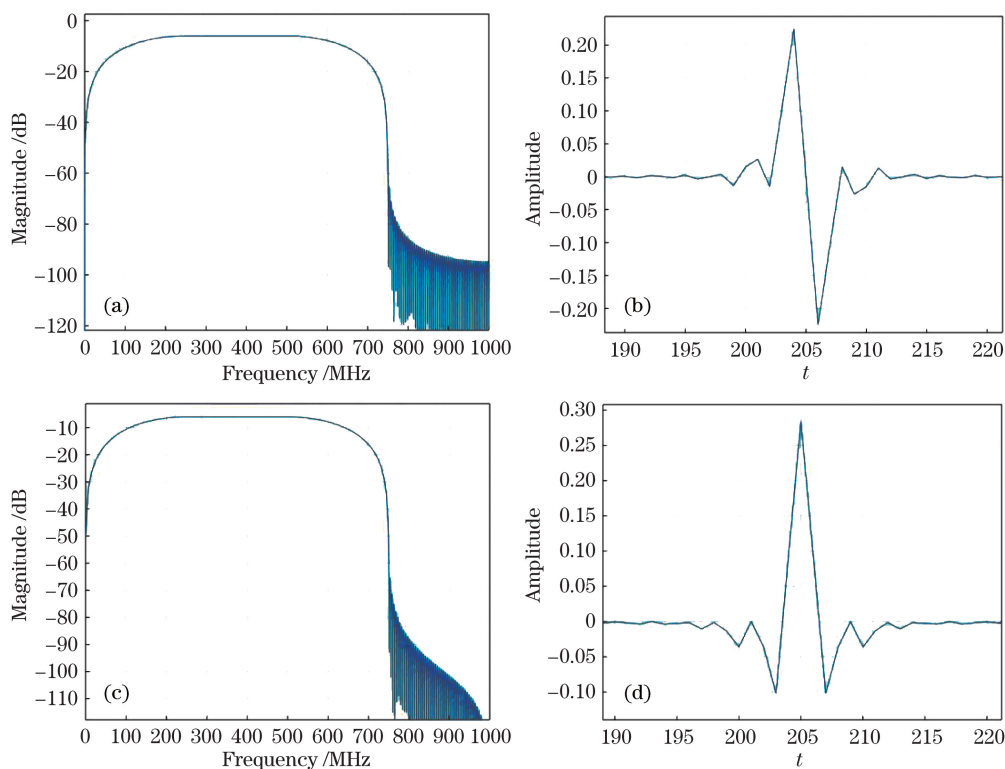 0
−20
−40
−60
−80
−100
−120
Magnitude /dB
(a)
0 100 200 300 400 500 600 700 800 900 1000
Frequency /MHz
0.20
0.15
0.10
0.05
0
−0.05
−0.10
−0.15
−0.20
Amplitude
(b)
190 195 200 205 210 215 220
t
−10
−20
−30
−40
−50
−60
−70
−80
−90
−100
−110
Magnitude /dB
(c)
0 100 200 300 400 500 600 700 800 900 1000
Frequency /MHz
0.30
0.25
0.20
0.15
0.10
0.05
0
−0.05
−0.10
Amplitude
(d)
190 195 200 205 210 215 220
t